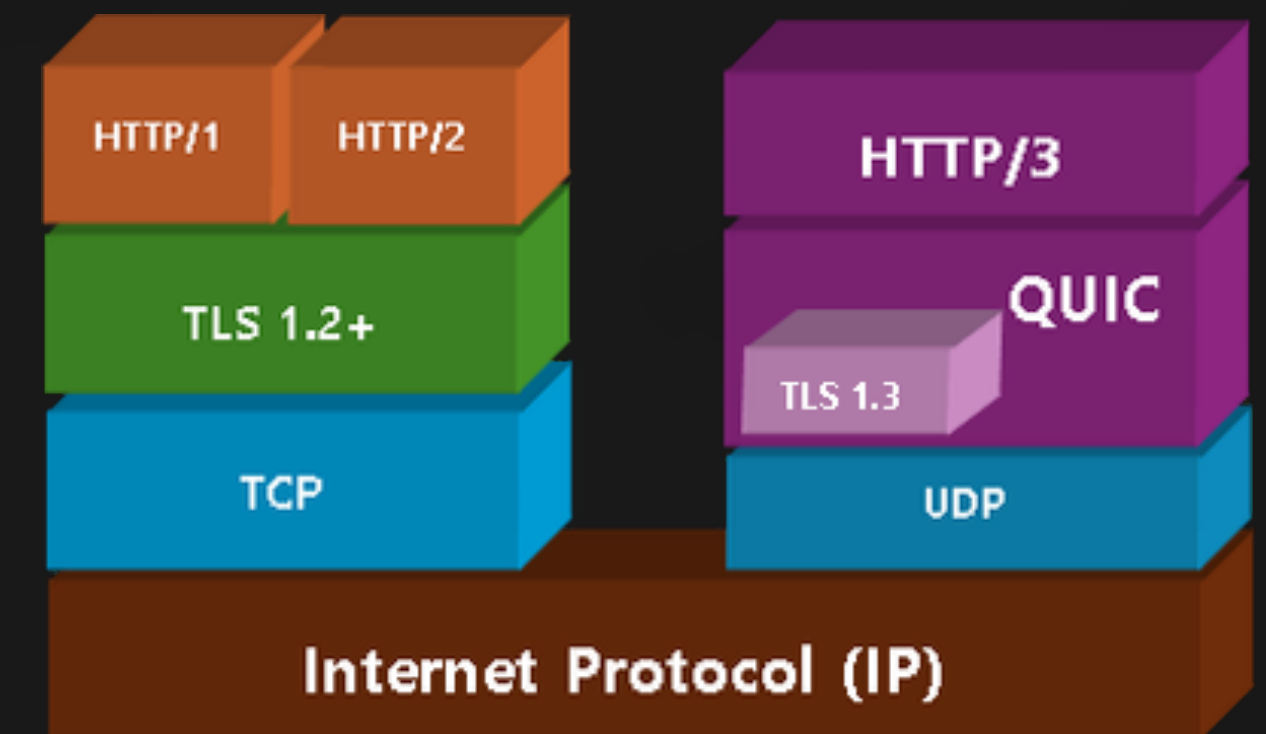 HTTP/1
HTTP/2
TLS 1.2+
TCP
HTTP/3
QUIC
TLS 1.3
UDP
Internet Protocol (IP)